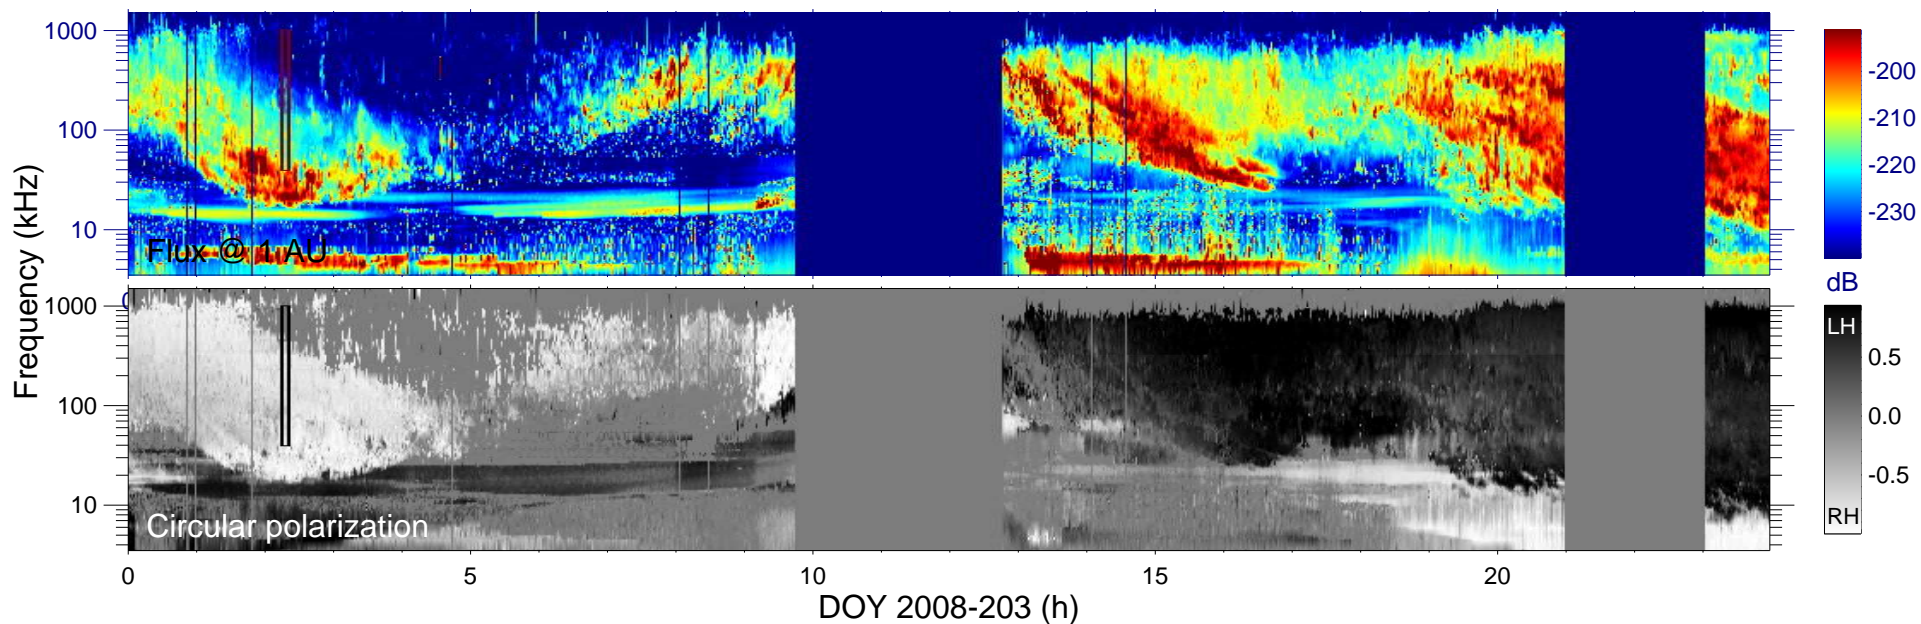 1000
100
10
Flux @ 1 AU
-200
-210
-220
-230
dB
Frequency (kHz)
1000
100
10
Circular polarization
LH
0.5
0.0
-0.5
RH
0 5 10 15 20
DOY 2008-203 (h)